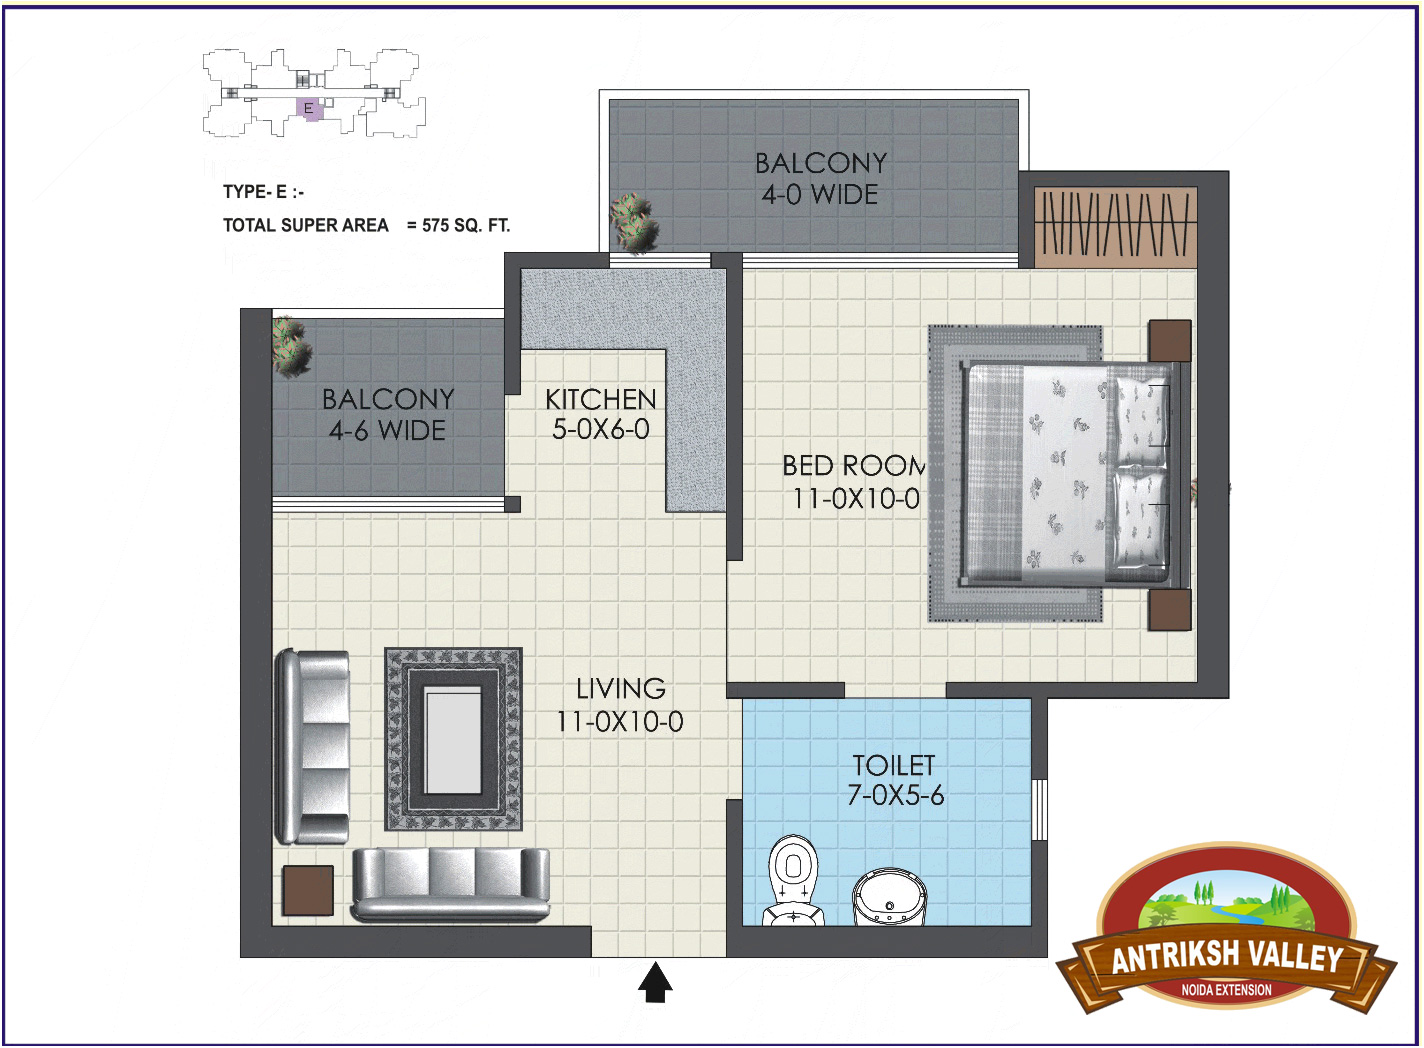 E
TYPE- E :-
TOTAL SUPER AREA = 575 SQ. FT.
BALCONY
4-0 WIDE
BALCONY
4-6 WIDE
KITCHEN
5-0X6-0
BED ROOM
11-0X10-0
LIVING
11-0X10-0
TOILET
7-0X5-6
ANTRIKSH VALLEY
NOIDA EXTENSION